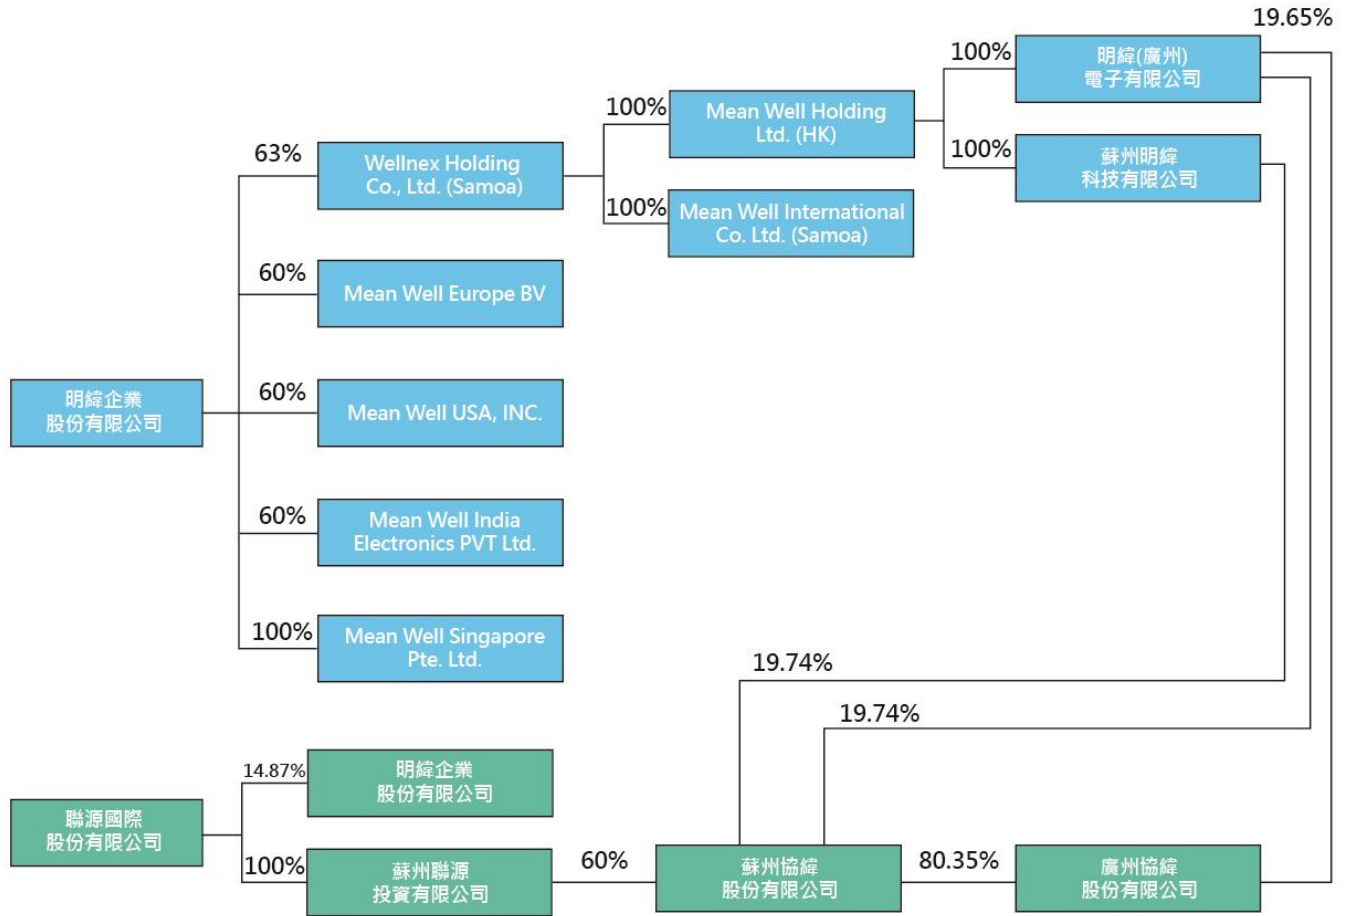 19.65%
100%
明緯(廣州)
電子有限公司
100%
Mean Well Holding
Ltd. (HK)
63%
Wellnex Holding
Co., Ltd. (Samoa)
100%
蘇州明緯
科技有限公司
100%
Mean Well International
Co. Ltd. (Samoa)
60%
Mean Well Europe BV
明緯企業
股份有限公司
60%
Mean Well USA, INC.
60%
Mean Well India
Electronics PVT Ltd.
100%
Mean Well Singapore
Pte. Ltd.
19.74%
19.74%
聯源國際
股份有限公司
14.87%
明緯企業
股份有限公司
100%
蘇州聯源
投資有限公司
60%
蘇州協緯
股份有限公司
80.35%
廣州協緯
股份有限公司